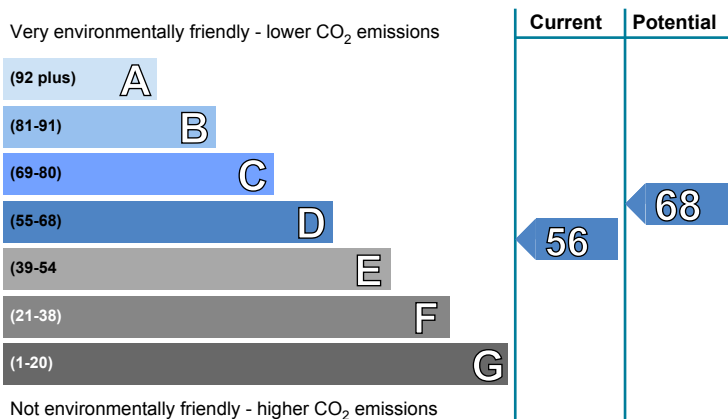 Current Potential
Very environmentally friendly - lower CO2 emissions
(92 plus) A
(81-91) B
(69-80) C
(55-68) D
(39-54 E
(21-38) F
(1-20) G
68
56
Not environmentally friendly - higher CO2 emissions